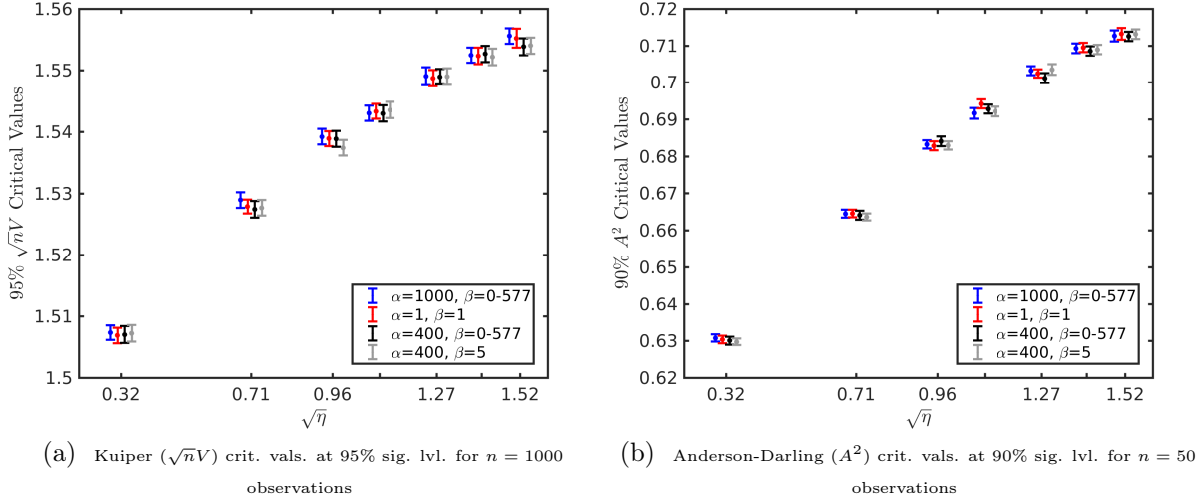 1.56
1.55
1.54
1.53
1.52
1.51
1.5
95% √nV Critical Values
0.32 0.71 0.96 1.27 1.52
√η
α=1000, β=0-577
α=1, β=1
α=400, β=0-577
α=400, β=5
(a) Kuiper (√nV) crit. vals. at 95% sig. lvl. for n = 1000
observations
0.72
0.71
0.7
0.69
0.68
0.67
0.66
0.65
0.64
0.63
0.62
90% A² Critical Values
0.32 0.71 0.96 1.27 1.52
√η
α=1000, β=0-577
α=1, β=1
α=400, β=0-577
α=400, β=5
(b) Anderson-Darling (A²) crit. vals. at 90% sig. lvl. for n = 50
observations